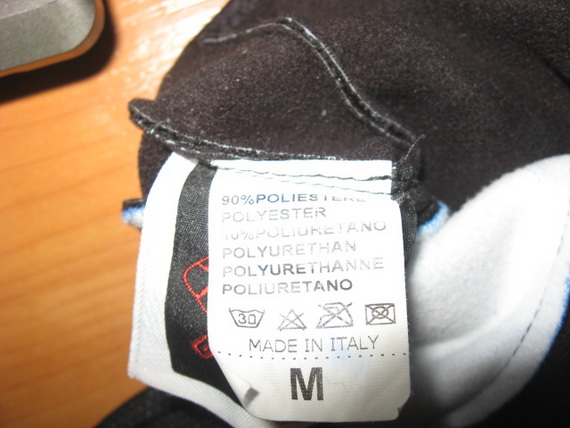 90%POLIESTERE
POLYESTER
10%POLIURETANO
POLYURETHAN
POLYURETHANNE
POLIURETANO
30
MADE IN ITALY
M